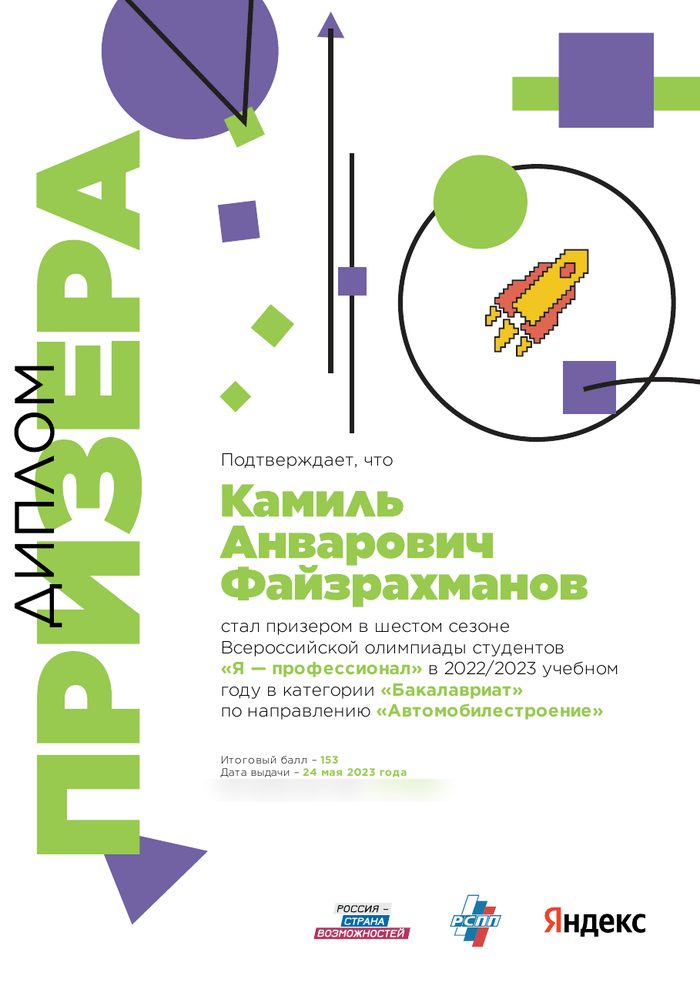 ДИПЛОМ
ПРИЗЕРА
Подтверждает, что
Камиль
Анварович
Файзрахманов
стал призером в шестом сезоне
Всероссийской олимпиады студентов
«Я — профессионал» в 2022/2023 учебном
году в категории «Бакалавриат»
по направлению «Автомобилестроение»
Итоговый балл – 153
Дата выдачи – 24 мая 2023 года
РОССИЯ –
СТРАНА
ВОЗМОЖНОСТЕЙ
РСПП
Яндекс